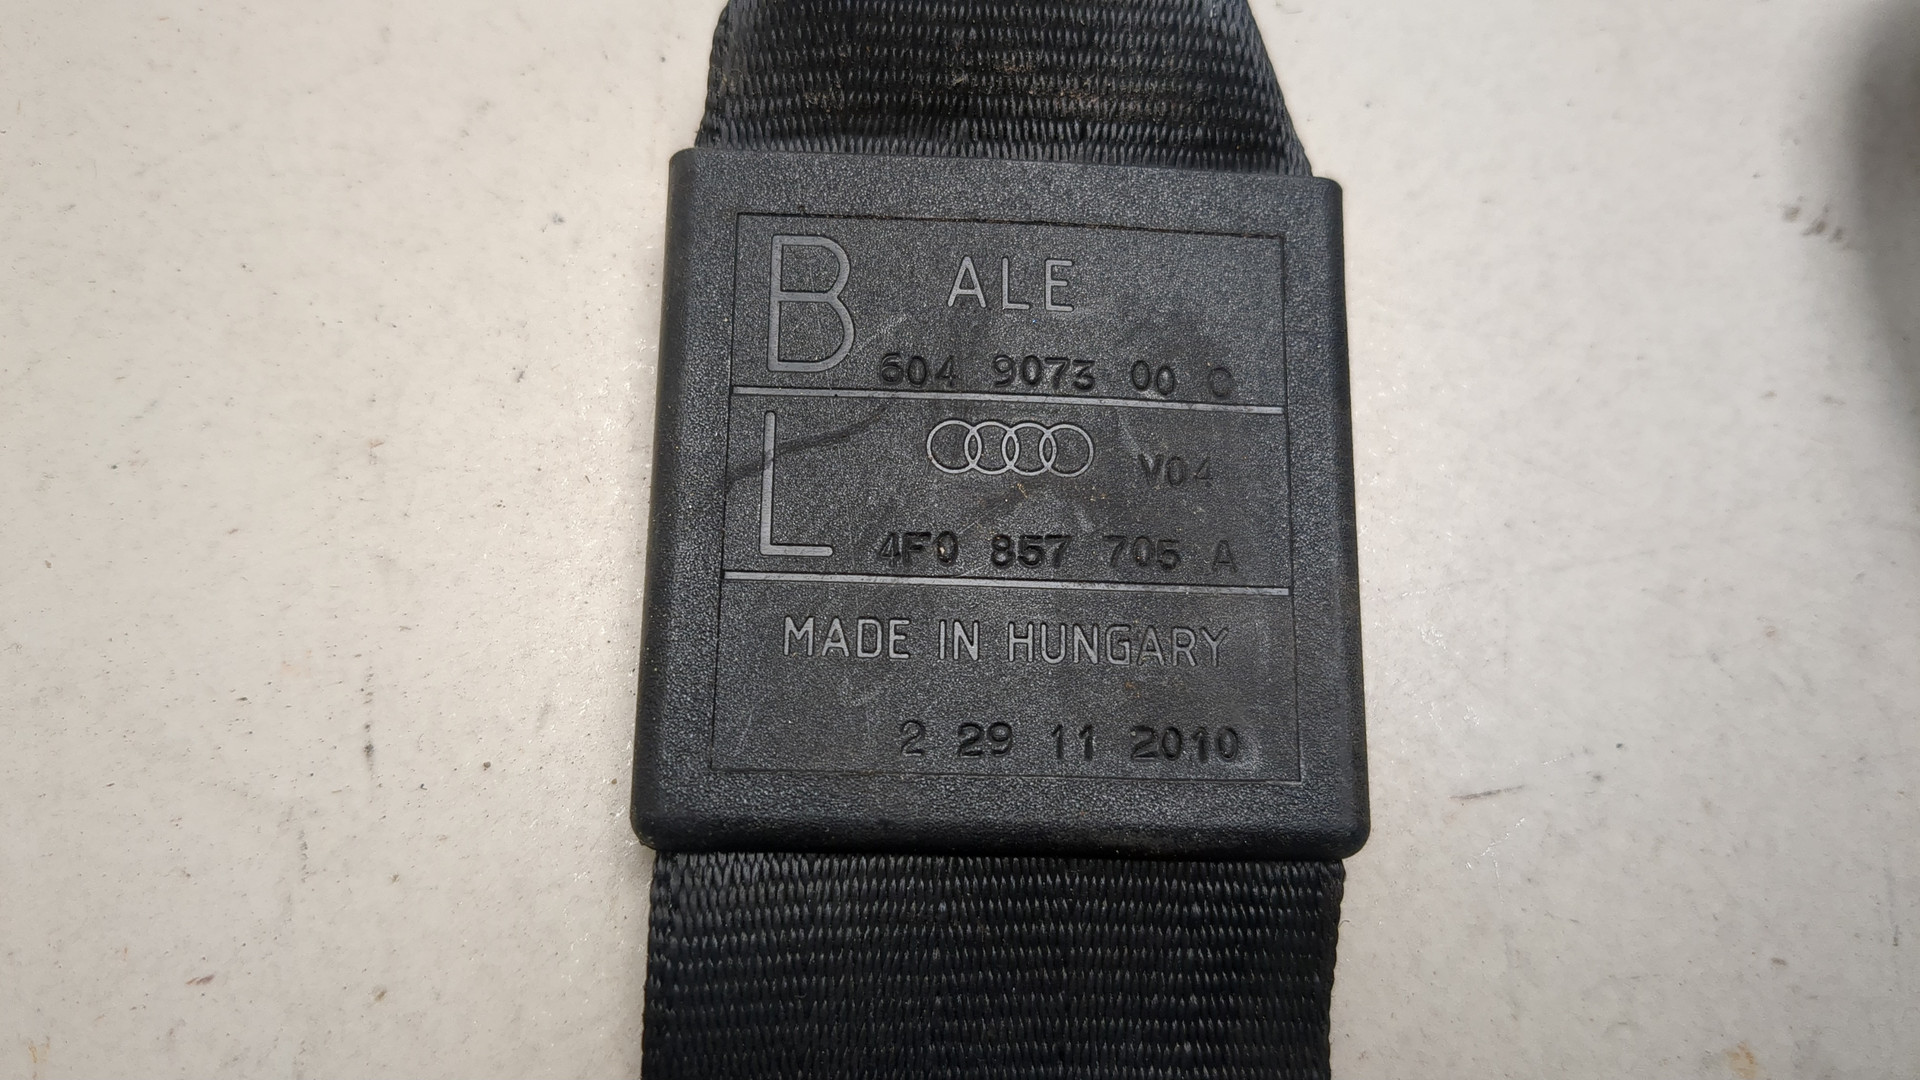 B ALE
604 9073 00 C
L V04
4F0 857 705 A
MADE IN HUNGARY
2 29 11 2010